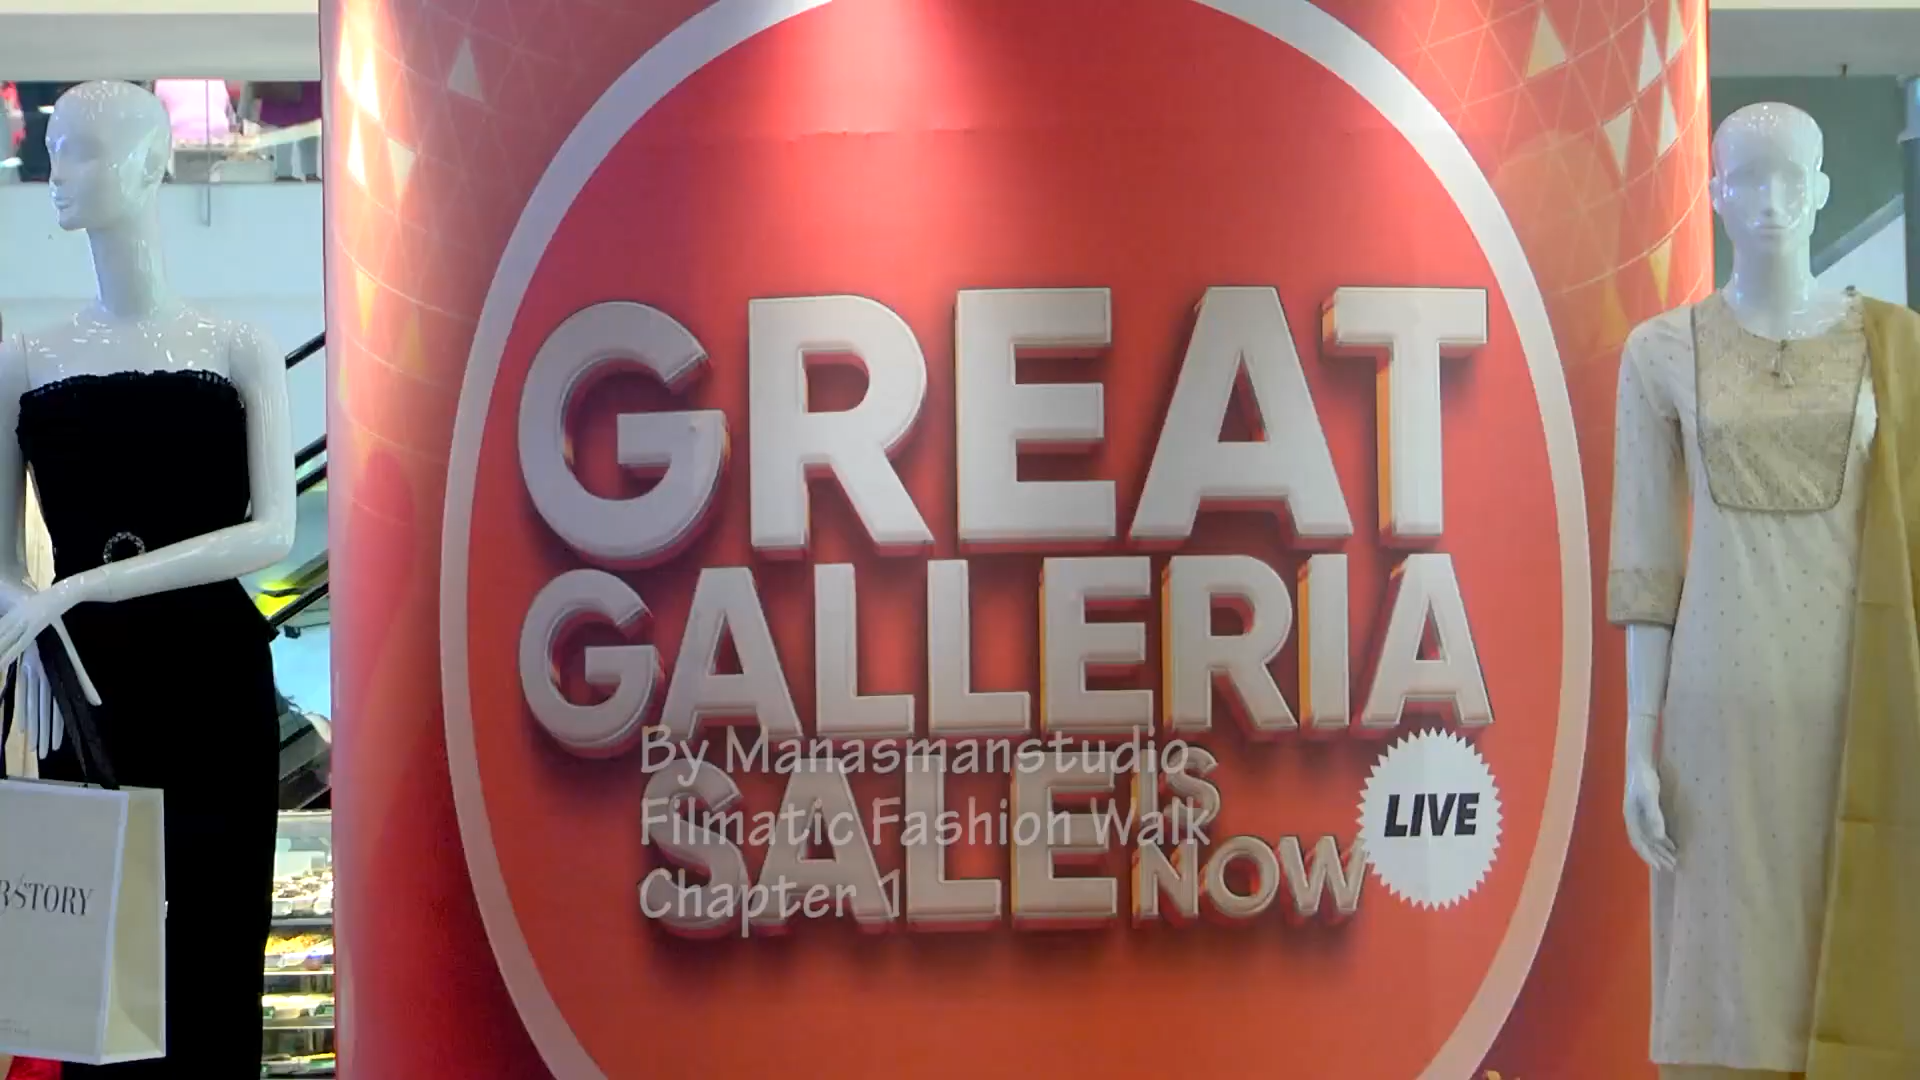 GREAT
GALLERIA
SALE IS
NOW
LIVE
By Manasmanstudio
Filmatic Fashion Walk
Chapter 1
STORY